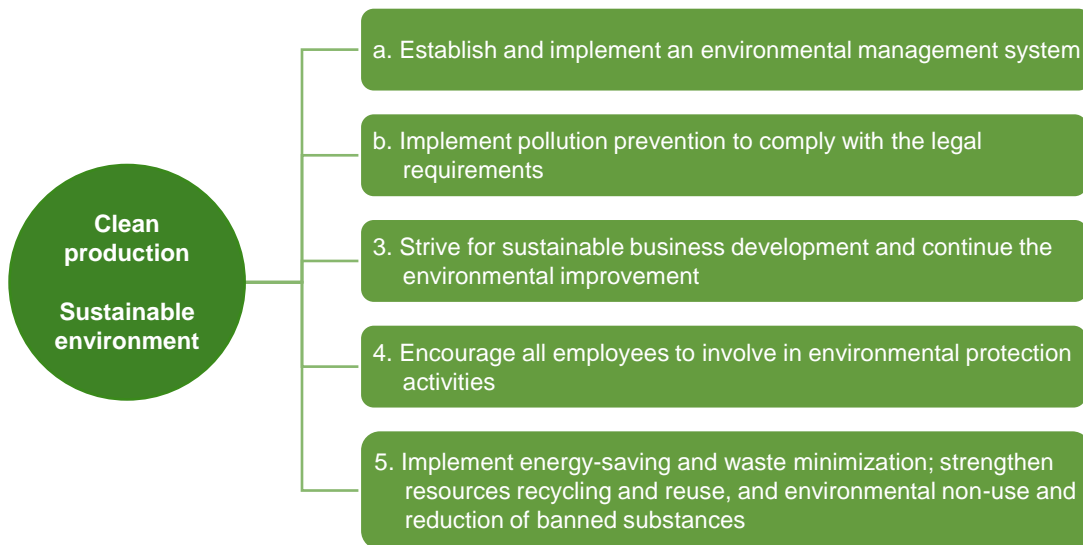 Clean
production
Sustainable
environment
a. Establish and implement an environmental management system
b. Implement pollution prevention to comply with the legal
requirements
3. Strive for sustainable business development and continue the
environmental improvement
4. Encourage all employees to involve in environmental protection
activities
5. Implement energy-saving and waste minimization; strengthen
resources recycling and reuse, and environmental non-use and
reduction of banned substances